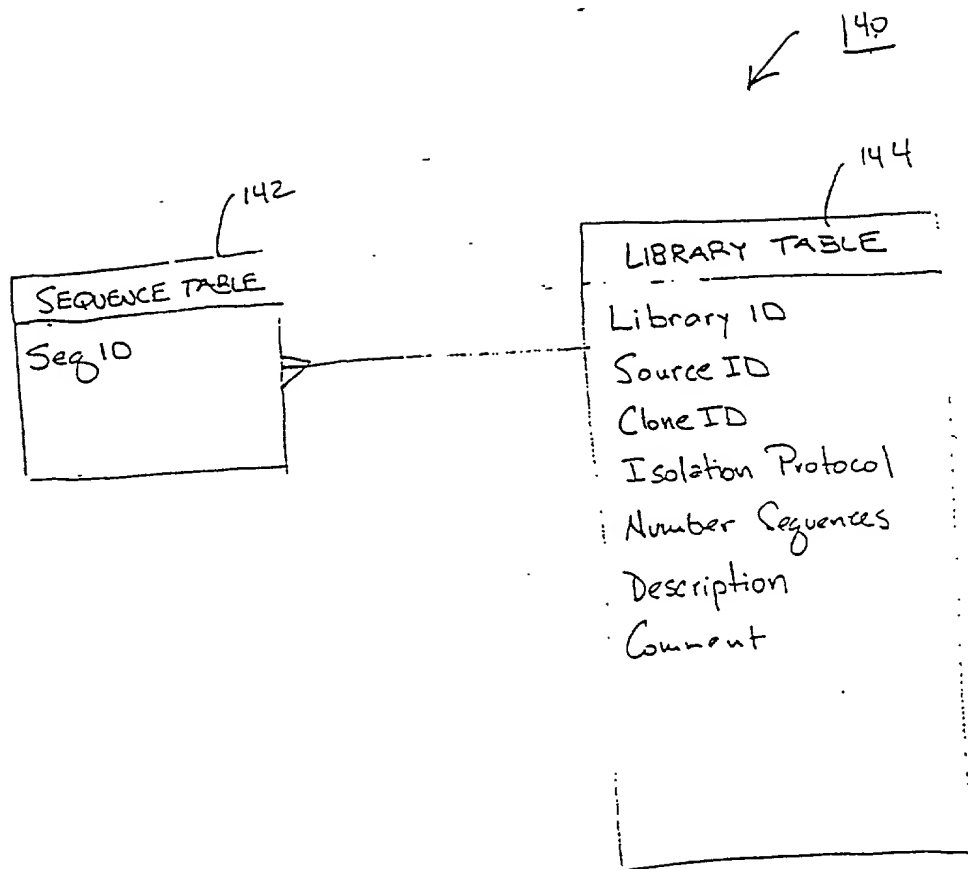 140
144
142
LIBRARY TABLE
SEQUENCE TABLE
Library ID
Seq ID
Source ID
Clone ID
Isolation Protocol
Number Sequences
Description
Comment